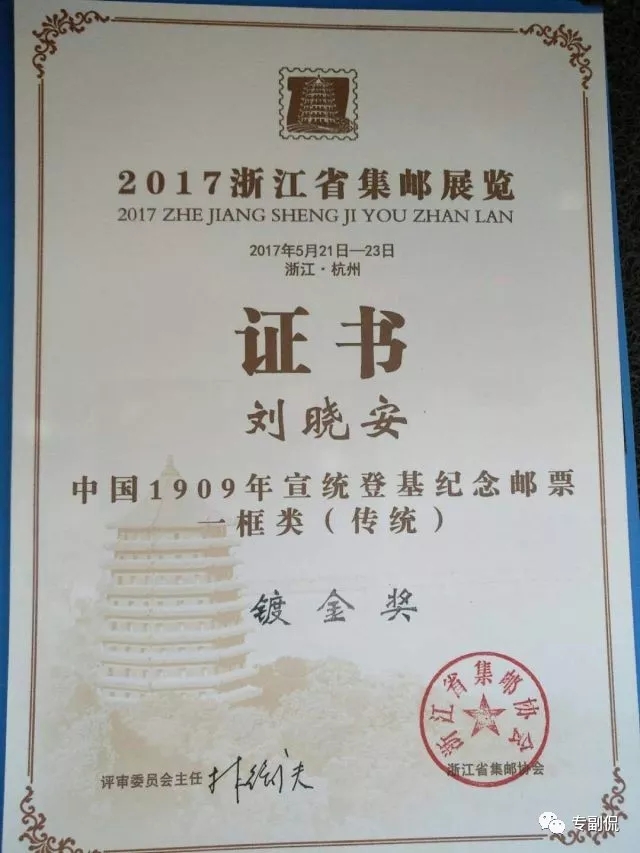 2017浙江省集邮展览
2017 ZHE JIANG SHENG JI YOU ZHAN LAN
2017年5月21日—23日
浙江·杭州
证书
刘晓安
中国1909年宣统登基纪念邮票
一框类（传统）
镀金奖
浙江省集邮协会
评审委员会主任
浙江省集邮协会
专副侃